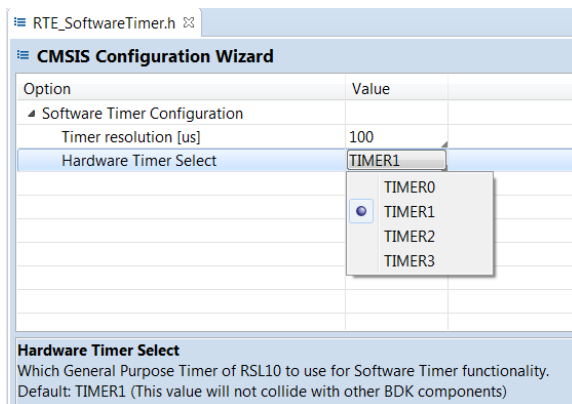 RTE_SoftwareTimer.h
CMSIS Configuration Wizard
Option Value
Software Timer Configuration
Timer resolution [us] 100
Hardware Timer Select TIMER1
TIMER0
TIMER1
TIMER2
TIMER3
Hardware Timer Select
Which General Purpose Timer of RSL10 to use for Software Timer functionality.
Default: TIMER1 (This value will not collide with other BDK components)